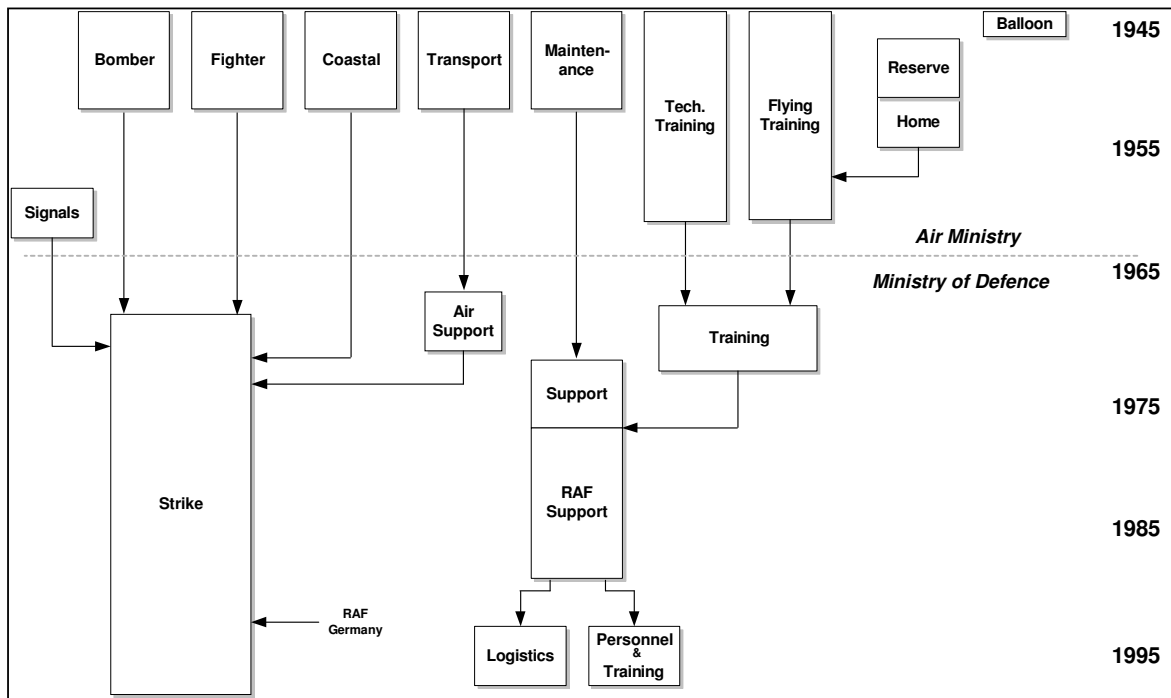 Balloon
1945
Bomber
Fighter
Coastal
Transport
Mainten-
ance
Reserve
Tech.
Training
Flying
Training
Home
1955
Signals
Air Ministry
1965
Ministry of Defence
Air
Support
Training
Support
1975
Strike
RAF
Support
1985
RAF
Germany
Logistics
Personnel
&
Training
1995